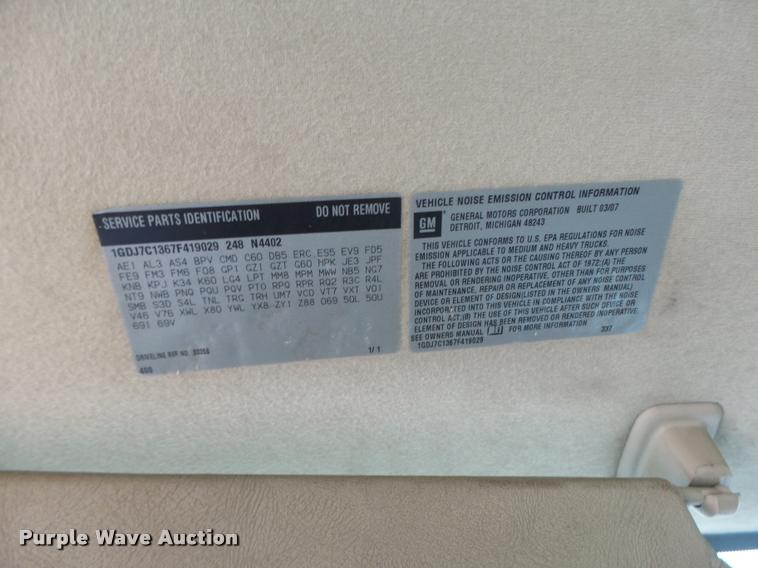 SERVICE PARTS IDENTIFICATION DO NOT REMOVE
1GDJ7C1367F419029 248 N4402
AE1 AL3 AS4 BPV CMD C60 DB5 ERC ES5 EV9 FD5
FE9 FM3 FM6 FQ8 GP1 GZ1 GZT G60 HPK JE3 JPF
KNB KPJ K34 K60 LG4 LPT MM8 MPM MWW NB5 NG7
NT9 NWB PNQ PQU PQV PTO RPQ RPR RQ2 R3C R4L
SMB S3D S4L TNL TRG TRH UM7 VCD VT7 VXT VD1
V46 V76 XWL X80 YWL YX8 ZY1 Z88 069 50L 50U
691 69V
DRIVELINE BRR NO.
1/1
400
VEHICLE NOISE EMISSION CONTROL INFORMATION
GM
GENERAL MOTORS CORPORATION BUILT 03/07
DETROIT, MICHIGAN 48243
THIS VEHICLE CONFORMS TO U.S. EPA REGULATIONS FOR NOISE
EMISSION APPLICABLE TO MEDIUM AND HEAVY TRUCKS.
THE FOLLOWING ACTS OR THE CAUSING THEREOF BY ANY PERSON
ARE PROHIBITED BY THE NOISE CONTROL ACT OF 1972:(A) THE
REMOVAL OR RENDERING INOPERATIVE, OTHER THAN FOR PURPOSES
OF MAINTENANCE, REPAIR OR REPLACEMENT, OF ANY NOISE CONTROL
DEVICE OR ELEMENT OF DESIGN(LISTED IN THE OWNERS MANUAL)
INCORPORATED INTO THIS VEHICLE IN COMPLIANCE WITH THE NOISE
CONTROL ACT;(B) THE USE OF THIS VEHICLE AFTER SUCH DEVICE OR
ELEMENT OF DESIGN HAS BEEN REMOVED OR RENDERED INOPERATIVE.
SEE OWNERS MANUAL FOR MORE INFORMATION 337
1GDJ7C1367F419029
Purple Wave Auction